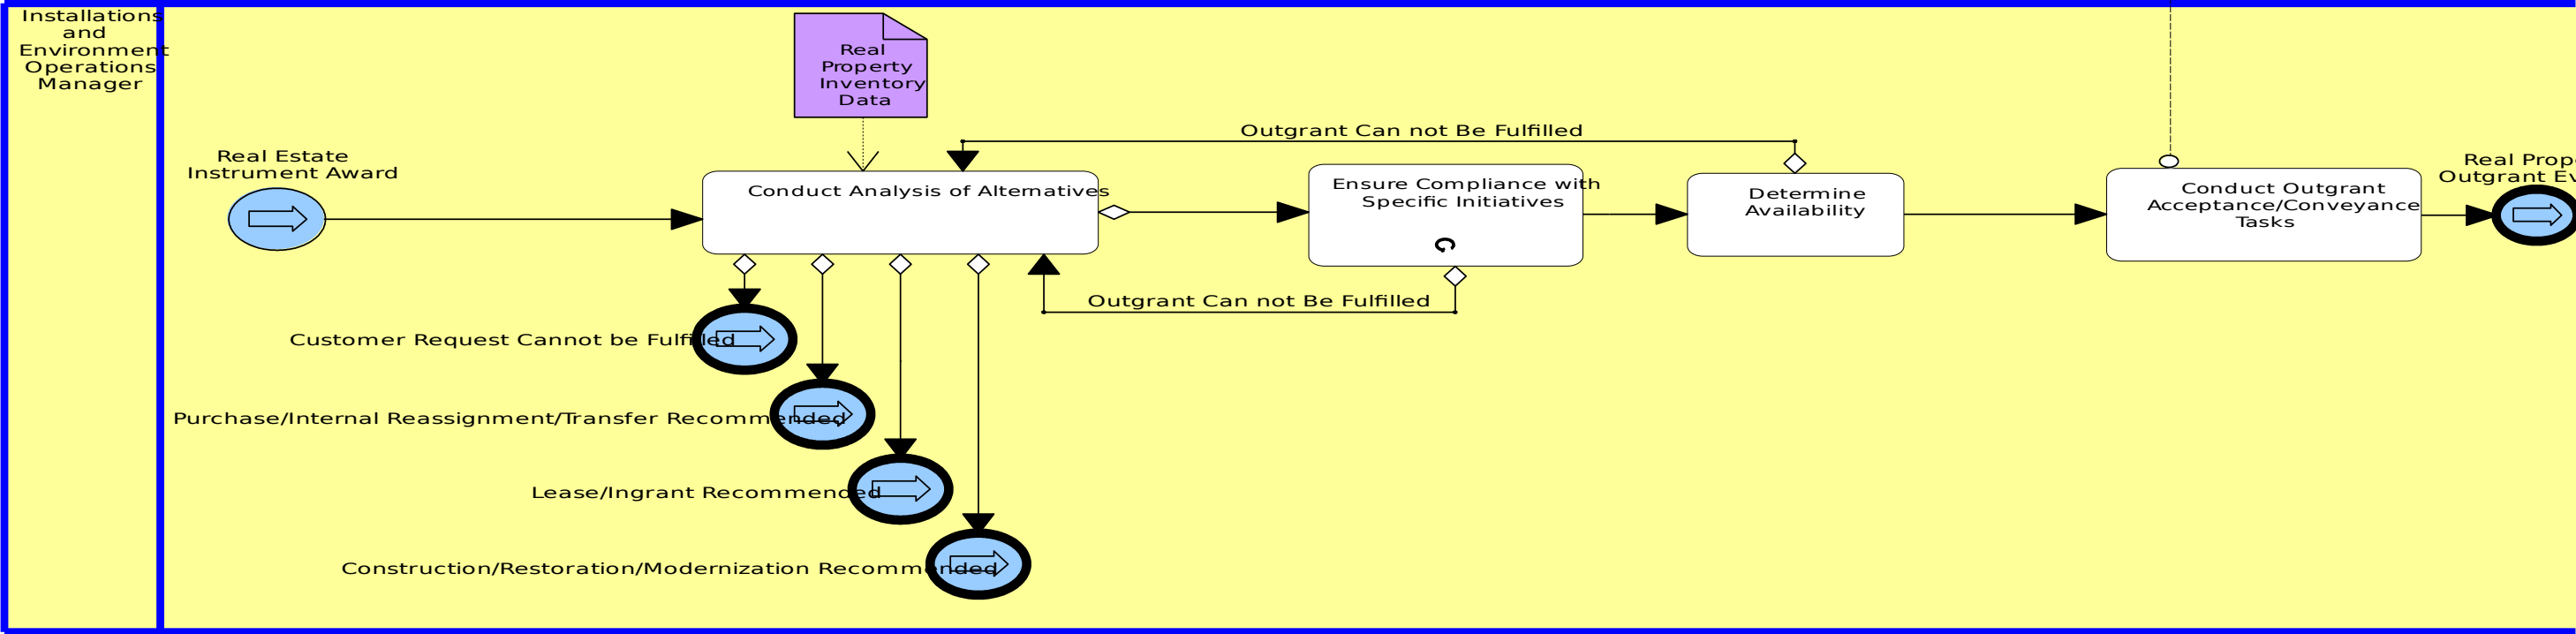 Installations
and
Environment
Operations
Manager
Real
Property
Inventory
Data
Real Estate
Instrument Award
Outgrant Can not Be Fulfilled
Conduct Analysis of Alternatives
Ensure Compliance with
Specific Initiatives
Determine
Availability
Conduct Outgrant
Acceptance/Conveyance
Tasks
Real
Outgrant
Outgrant Can not Be Fulfilled
Customer Request Cannot be Fulfilled
Purchase/Internal Reassignment/Transfer Recommended
Lease/Ingrant Recommended
Construction/Restoration/Modernization Recommended